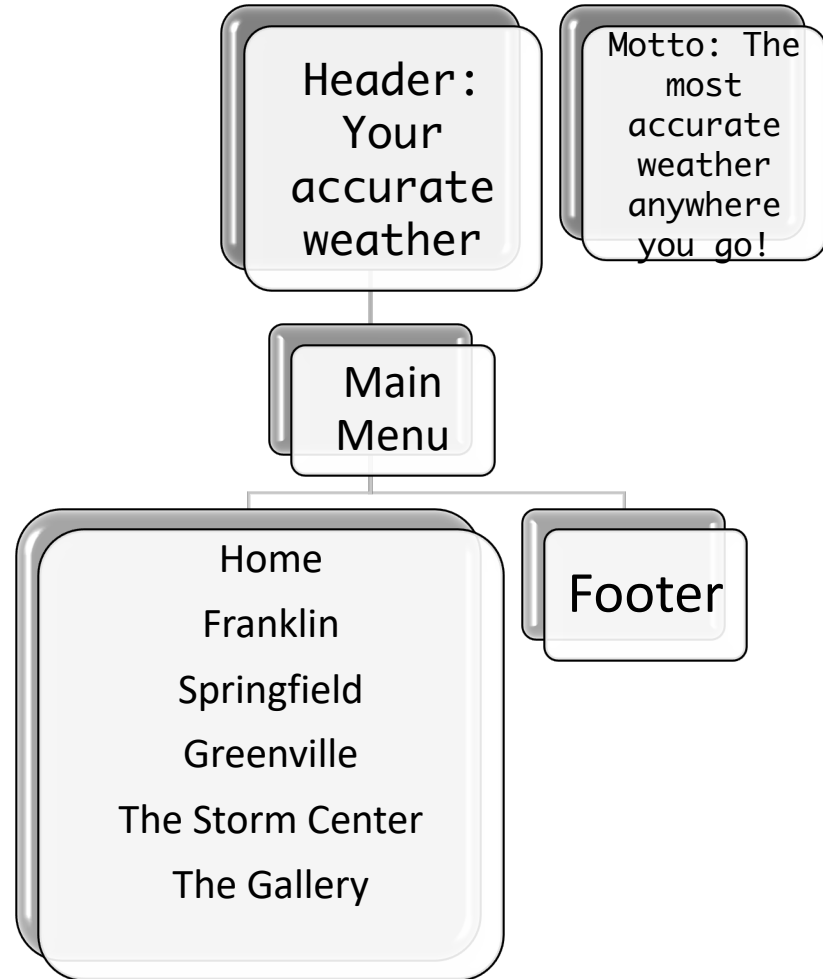 Header:
Your
accurate
weather
Motto: The
most
accurate
weather
anywhere
you go!
Main
Menu
Home
Franklin
Springfield
Greenville
The Storm Center
The Gallery
Footer